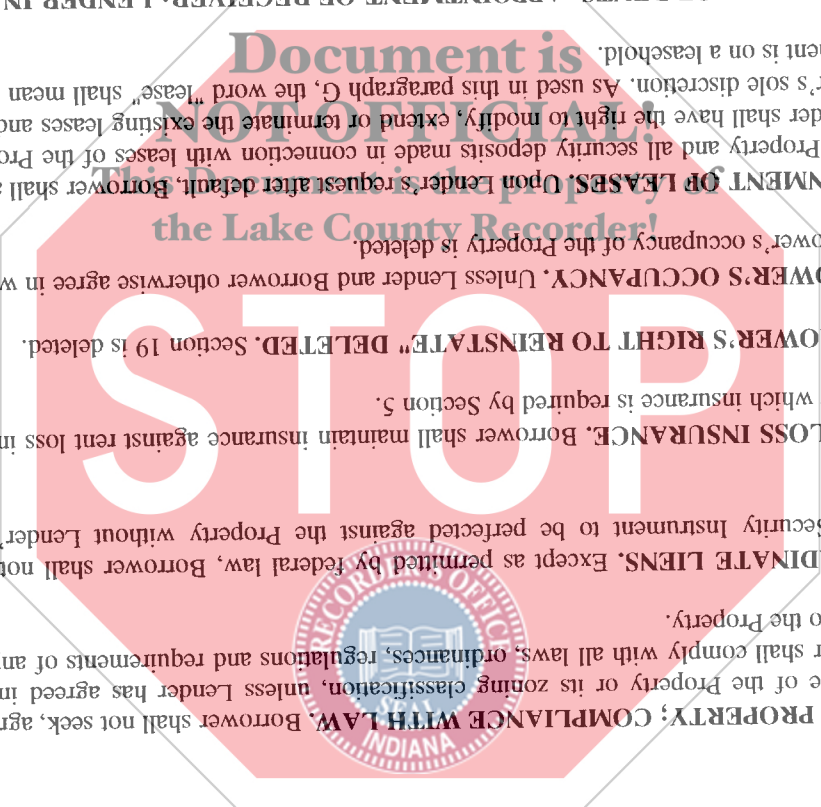 Document is
NOT OFFICIAL!
This Document is the property of
the Lake County Recorder!
STOP
RECORDER'S OFFICE
SEAL
INDIANA
PROPERTY; COMPLIANCE WITH LAW. Borrower shall not seek, agr
e of the Property or its zoning classification, unless Lender has agreed in
r shall comply with all laws, ordinances, regulations and requirements of an
o the Property.
DINATE LIENS. Except as permitted by federal law, Borrower shall not
Security Instrument to be perfected against the Property without Lender'
LOSS INSURANCE. Borrower shall maintain insurance against rent loss in
which insurance is required by Section 5.
OWER'S RIGHT TO REINSTATE" DELETED. Section 19 is deleted.
OWER'S OCCUPANCY. Unless Lender and Borrower otherwise agree in w
ower's occupancy of the Property is deleted.
NMENT OF LEASES. Upon Lender's request after default, Borrower shall a
Property and all security deposits made in connection with leases of the Pro
der shall have the right to modify, extend or terminate the existing leases and
r's sole discretion. As used in this paragraph G, the word "lease" shall mean
ent is on a leasehold.
OF RENTS; APPOINTMENT OF RECEIVER; LENDER IN